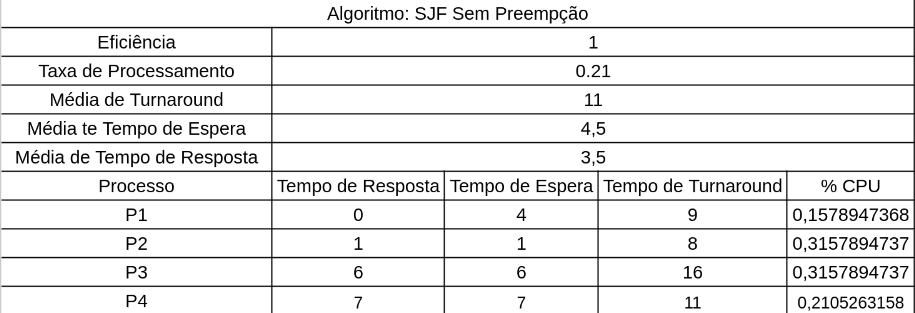 Algoritmo: SJF Sem Preempção
Eficiência 1
Taxa de Processamento 0.21
Média de Turnaround 11
Média te Tempo de Espera 4,5
Média de Tempo de Resposta 3,5
Processo Tempo de Resposta Tempo de Espera Tempo de Turnaround % CPU
P1 0 4 9 0,1578947368
P2 1 1 8 0,3157894737
P3 6 6 16 0,3157894737
P4 7 7 11 0,2105263158